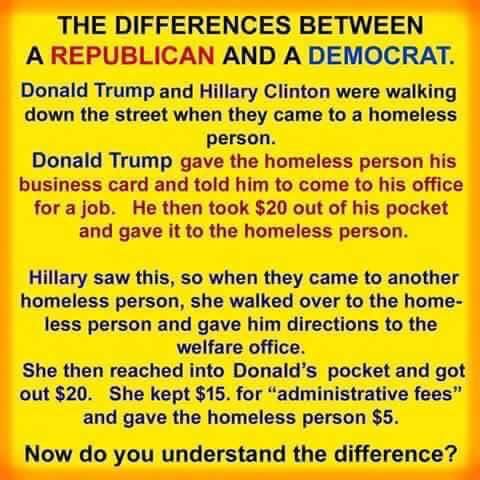 THE DIFFERENCES BETWEEN
A REPUBLICAN AND A DEMOCRAT.
Donald Trump and Hillary Clinton were walking
down the street when they came to a homeless
person.
Donald Trump gave the homeless person his
business card and told him to come to his office
for a job. He then took $20 out of his pocket
and gave it to the homeless person.
Hillary saw this, so when they came to another
homeless person, she walked over to the home-
less person and gave him directions to the
welfare office.
She then reached into Donald's pocket and got
out $20. She kept $15. for “administrative fees”
and gave the homeless person $5.
Now do you understand the difference?